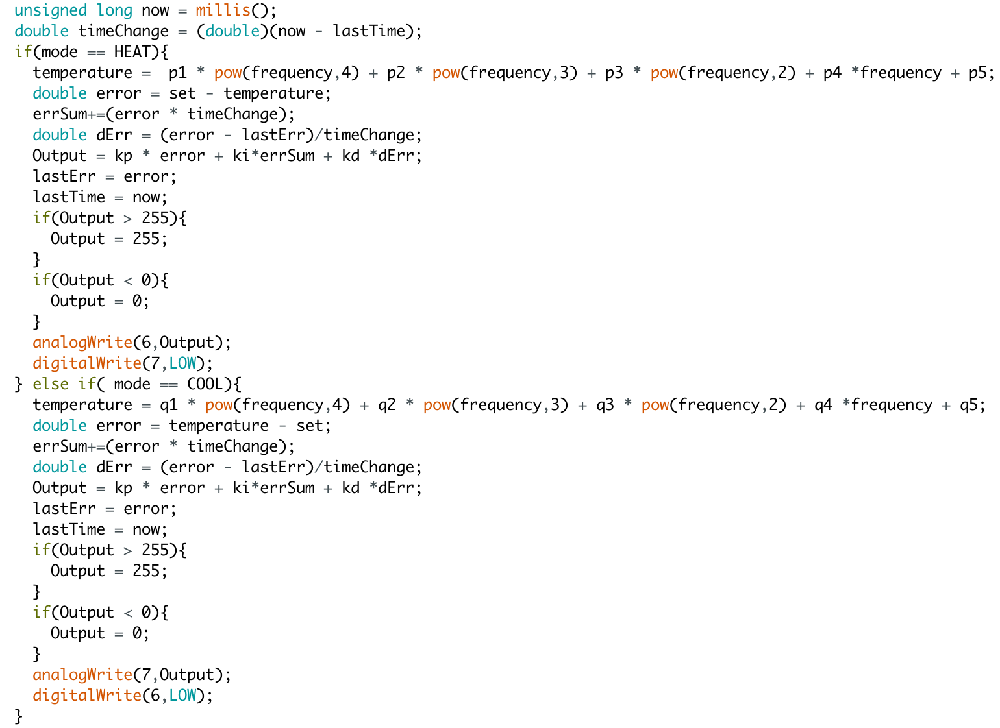 unsigned long now = millis();
double timeChange = (double)(now - lastTime);
if(mode == HEAT){
  temperature =  p1 * pow(frequency,4) + p2 * pow(frequency,3) + p3 * pow(frequency,2) + p4 *frequency + p5;
  double error = set - temperature;
  errSum+=(error * timeChange);
  double dErr = (error - lastErr)/timeChange;
  Output = kp * error + ki*errSum + kd *dErr;
  lastErr = error;
  lastTime = now;
  if(Output > 255){
    Output = 255;
  }
  if(Output < 0){
    Output = 0;
  }
  analogWrite(6,Output);
  digitalWrite(7,LOW);
} else if( mode == COOL){
  temperature = q1 * pow(frequency,4) + q2 * pow(frequency,3) + q3 * pow(frequency,2) + q4 *frequency + q5;
  double error = temperature - set;
  errSum+=(error * timeChange);
  double dErr = (error - lastErr)/timeChange;
  Output = kp * error + ki*errSum + kd *dErr;
  lastErr = error;
  lastTime = now;
  if(Output > 255){
    Output = 255;
  }
  if(Output < 0){
    Output = 0;
  }
  analogWrite(7,Output);
  digitalWrite(6,LOW);
}